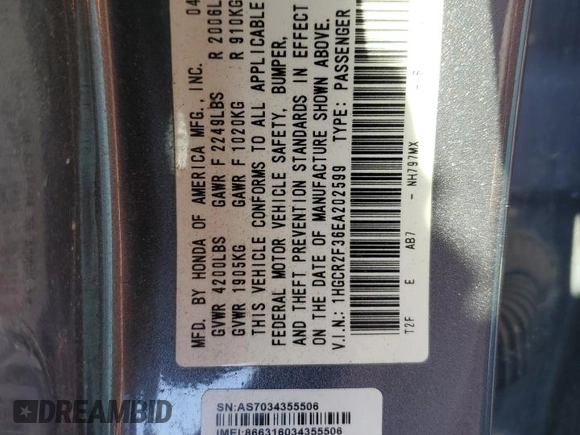 MFD. BY HONDA OF AMERICA MFG., INC. 04
GVWR 4200LBS GAWR F 2249LBS R 2006L
GVWR 1905KG GAWR F 1020KG R 910KG
THIS VEHICLE CONFORMS TO ALL APPLICABLE
FEDERAL MOTOR VEHICLE SAFETY, BUMPER,
AND THEFT PREVENTION STANDARDS IN EFFECT
ON THE DATE OF MANUFACTURE SHOWN ABOVE.
V.I.N.: 1HGCR2F36EA202599 TYPE: PASSENGER
T2F E AB7 - NH797MX - S
SN:AS7034355506
IMEI:866316034355506
DIRECT.CARS